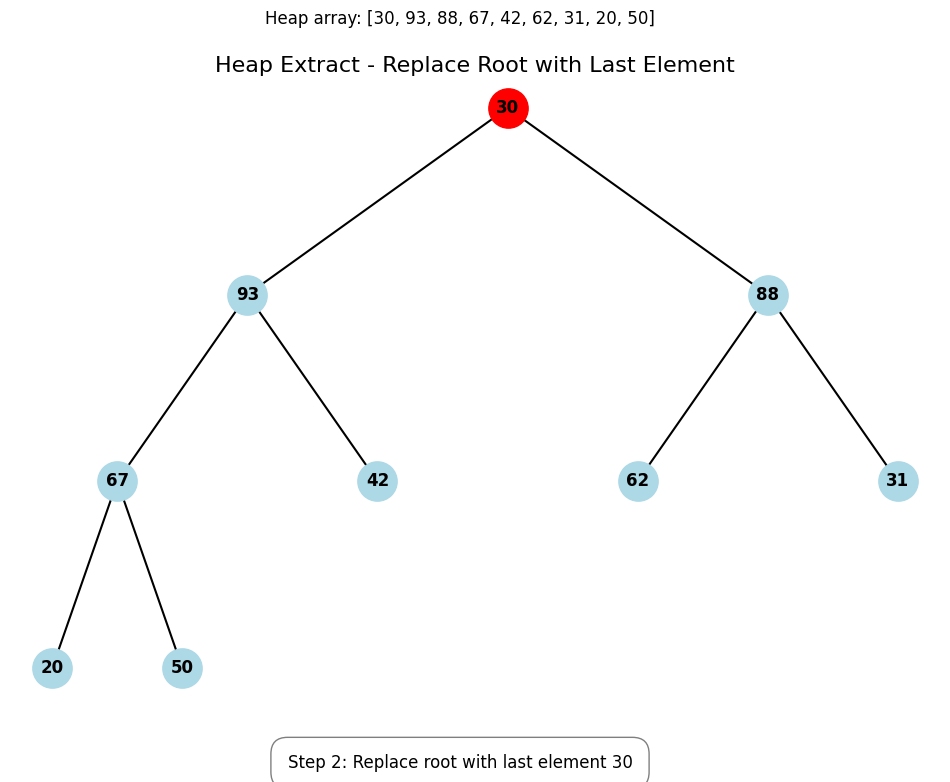 Heap array: [30, 93, 88, 67, 42, 62, 31, 20, 50]
Heap Extract - Replace Root with Last Element
30
93 88
67 42 62 31
20 50
Step 2: Replace root with last element 30